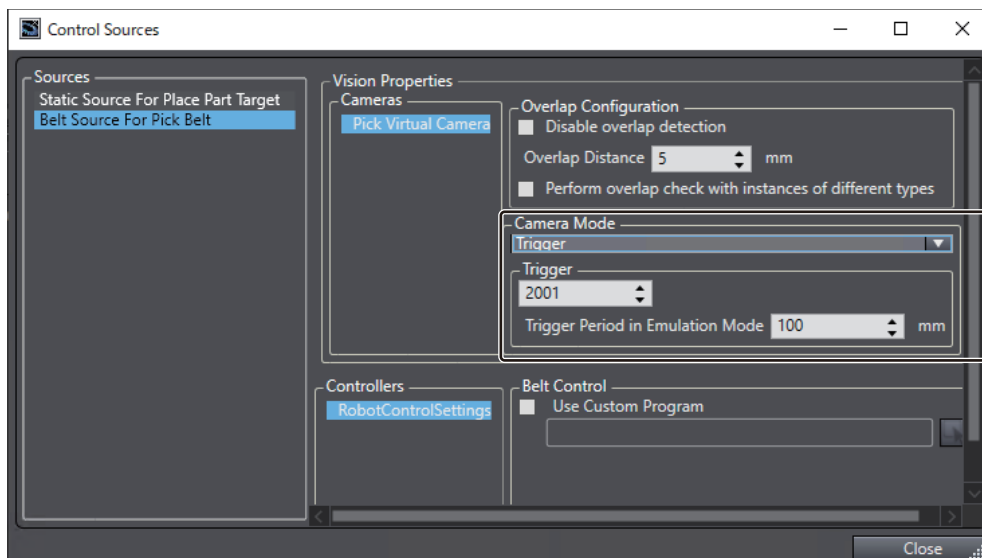 Control Sources
Sources
Static Source For Place Part Target
Belt Source For Pick Belt
Vision Properties
Cameras
Pick Virtual Camera
Overlap Configuration
Disable overlap detection
Overlap Distance 5 mm
Perform overlap check with instances of different types
Camera Mode
Trigger
Trigger
2001
Trigger Period in Emulation Mode 100 mm
Controllers
RobotControlSettings
Belt Control
Use Custom Program
Close